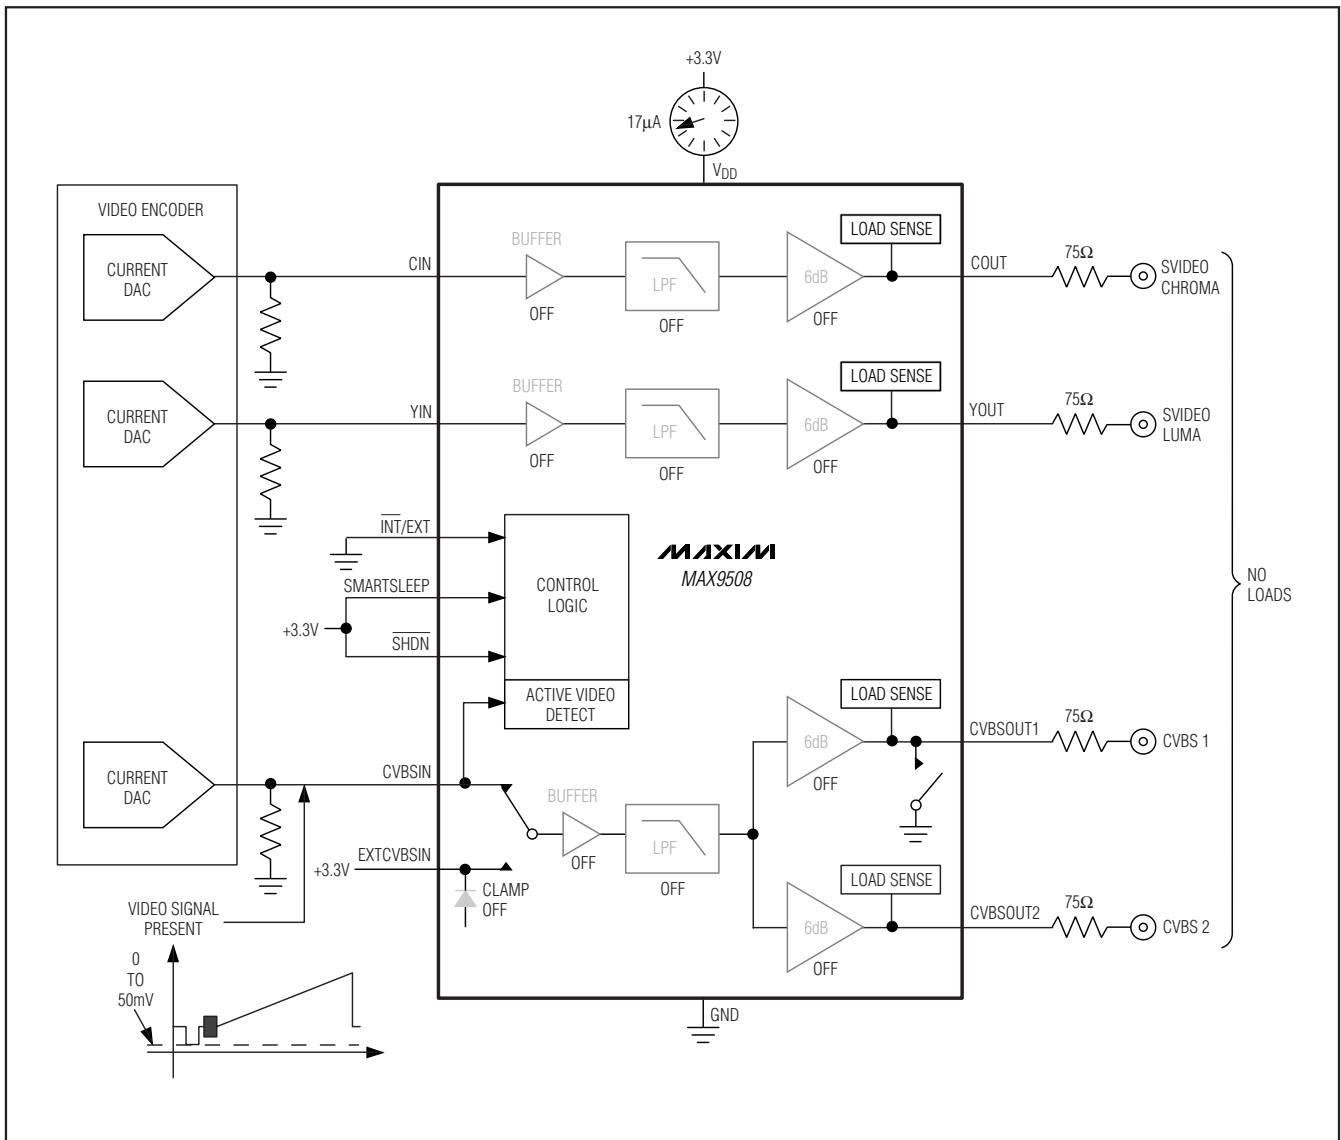 +3.3V
17µA
VDD
VIDEO ENCODER
CURRENT
DAC
CIN
BUFFER
OFF
LPF
OFF
6dB
OFF
LOAD SENSE
COUT
75Ω
SVIDEO
CHROMA
CURRENT
DAC
YIN
BUFFER
OFF
LPF
OFF
6dB
OFF
LOAD SENSE
YOUT
75Ω
SVIDEO
LUMA
INT/EXT
SMARTSLEEP
+3.3V
SHDN
CONTROL
LOGIC
ACTIVE VIDEO
DETECT
MAXIM
MAX9508
NO
LOADS
CURRENT
DAC
CVBSIN
BUFFER
OFF
LPF
OFF
+3.3V
EXTCVBSIN
CLAMP
OFF
6dB
OFF
LOAD SENSE
CVBSOUT1
75Ω
CVBS 1
6dB
OFF
LOAD SENSE
CVBSOUT2
75Ω
CVBS 2
GND
VIDEO SIGNAL
PRESENT
0
TO
50mV